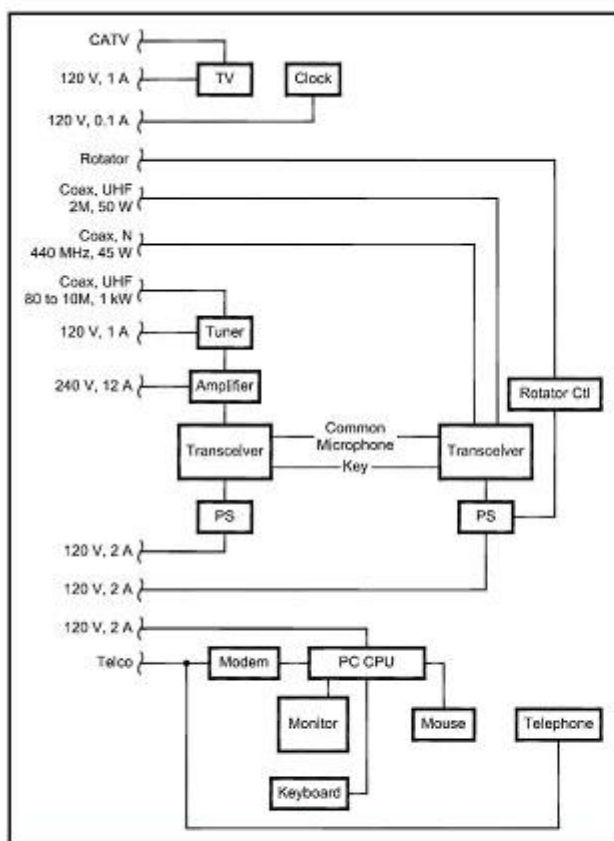 CATV
120 V, 1 A
TV
Clock
120 V, 0.1 A
Rotator
Coax, UHF
2M, 50 W
Coax, N
440 MHz, 45 W
Coax, UHF
80 to 10M, 1 kW
120 V, 1 A
Tuner
240 V, 12 A
Amplifier
Rotator Ctl
Transceiver
Common
Microphone
Key
Transceiver
PS
PS
120 V, 2 A
120 V, 2 A
120 V, 2 A
Telco
Modem
PC CPU
Monitor
Mouse
Telephone
Keyboard